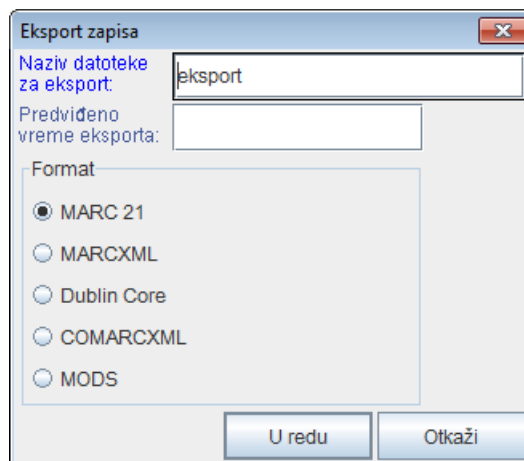 Eksport zapisa
Naziv datoteke
za eksport:
eksport
Predviđeno
vreme eksporta:
Format
MARC 21
MARCXML
Dublin Core
COMARCXML
MODS
U redu
Otkaži